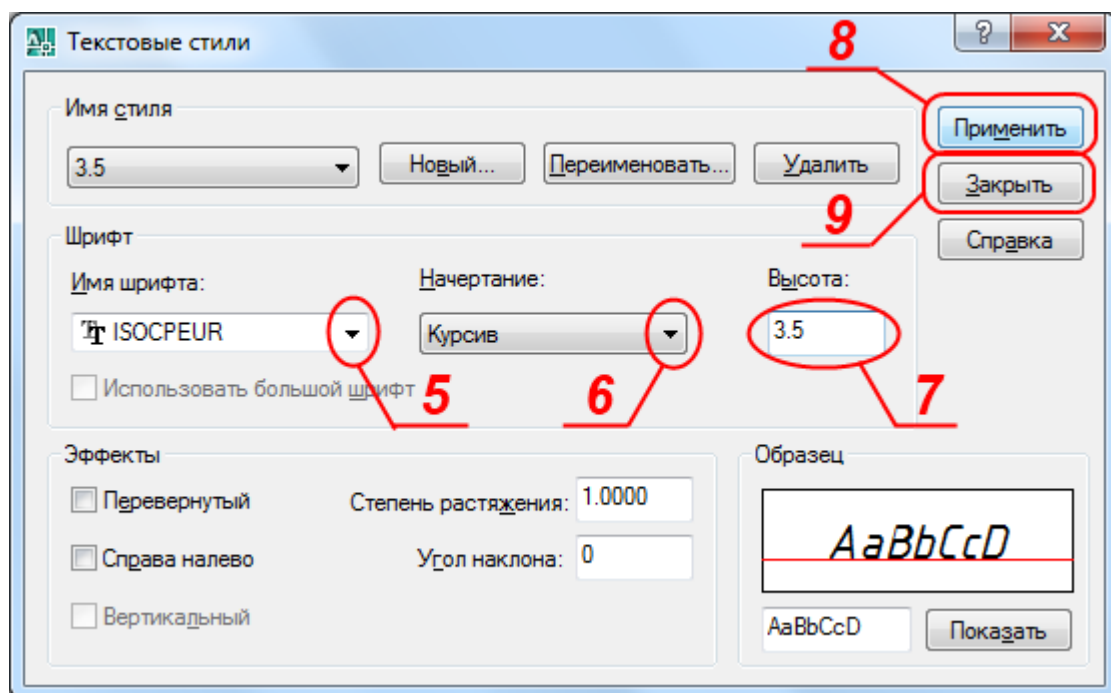 Текстовые стили
8
Имя стиля
Применить
3.5
Новый...
Переименовать...
Удалить
Закрыть
9
Шрифт
Справка
Имя шрифта:
Начертание:
Высота:
ISOCPEUR
Курсив
3.5
Использовать большой шрифт
5
6
7
Эффекты
Образец
Перевернутый
Степень растяжения:
1.0000
AaBbCcD
Справа налево
Угол наклона:
0
Вертикальный
AaBbCcD
Показать